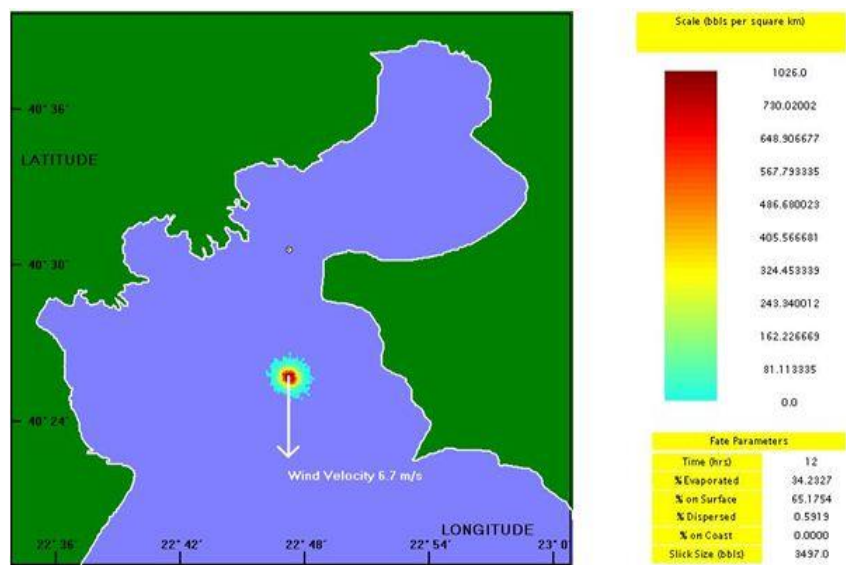 Scale (bbls per square km)
1026.0
730.02002
648.906677
567.793335
486.680023
405.566681
324.453339
243.340012
162.226669
81.113335
0.0
40° 36'
LATITUDE
40° 30'
40° 24'
Wind Velocity 6.7 m/s
LONGITUDE
22° 36' 22° 42' 22° 48' 22° 54' 23° 0'
Fate Parameters
Time (hrs) 12
% Evaporated 34.2327
% on Surface 65.1754
% Dispersed 0.5919
% on Coast 0.0000
Slick Size (bbls) 3497.0